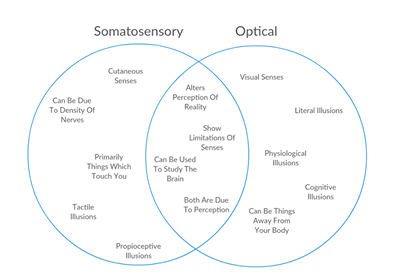 Somatosensory
Optical
Cutaneous
Senses
Can Be Due
To Density Of
Nerves
Primarily
Things Which
Touch You
Tactile
Illusions
Propioceptive
Illusions
Alters
Perception Of
Reality
Show
Limitations Of
Senses
Can Be Used
To Study The
Brain
Both Are Due
To Perception
Visual Senses
Literal Illusions
Physiological
Illusions
Cognitive
Illusions
Can Be Things
Away From
Your Body